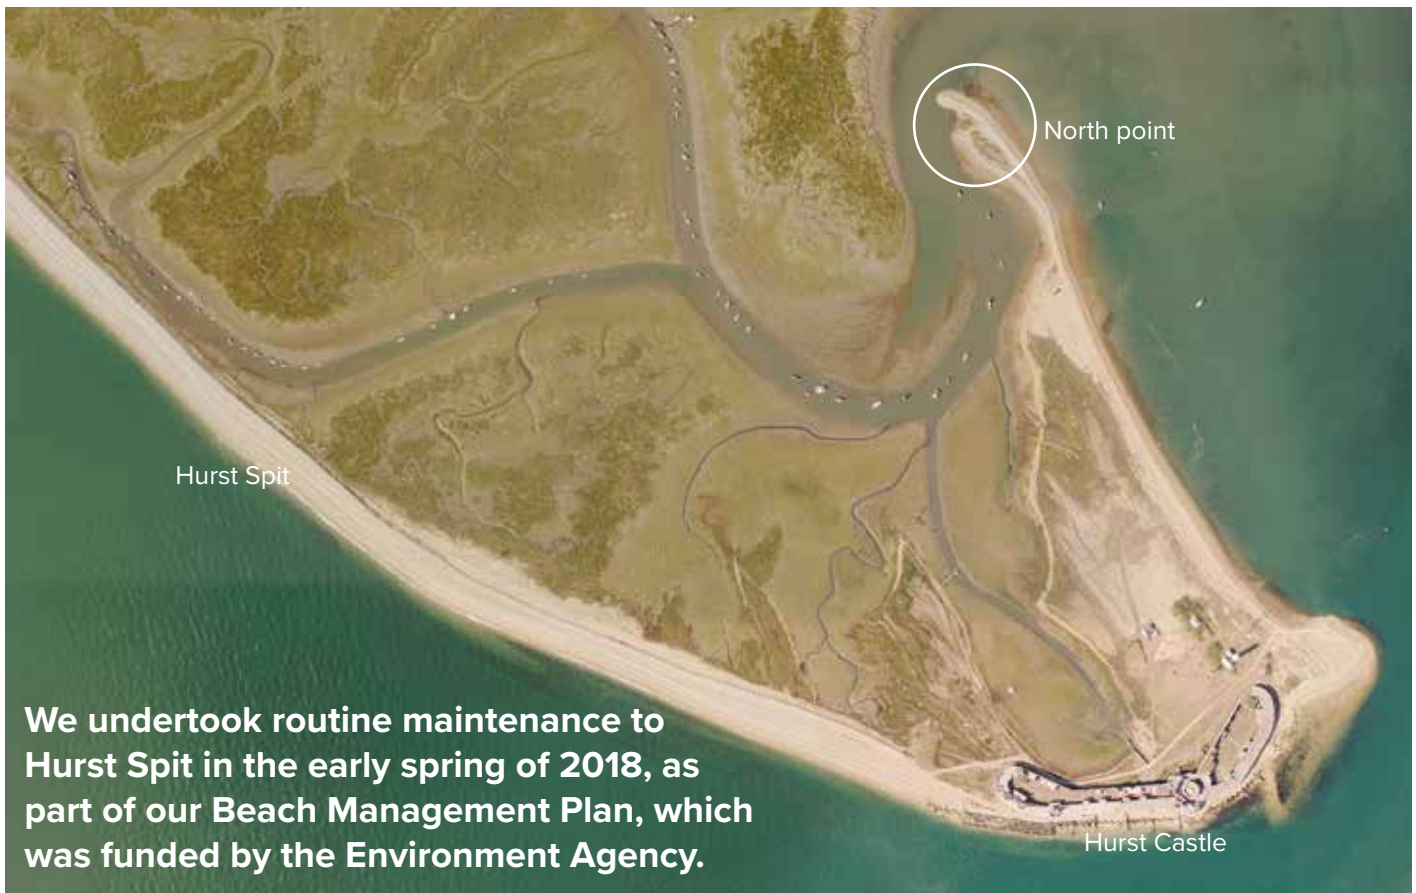 North point
Hurst Spit
We undertook routine maintenance to
Hurst Spit in the early spring of 2018, as
part of our Beach Management Plan, which
was funded by the Environment Agency.
Hurst Castle